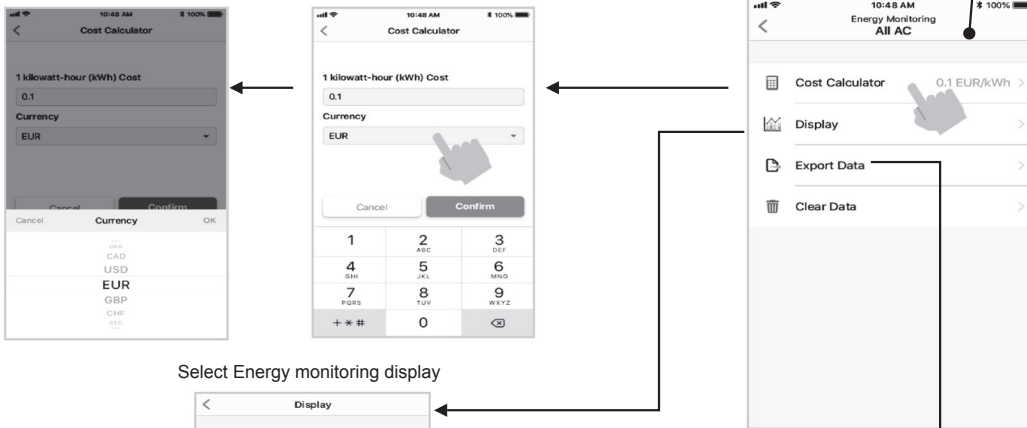 10:48 AM
100%
Cost Calculator
1 kilowatt-hour (kWh) Cost
0.1
Currency
EUR
Cancel
Confirm
Cancel
Currency
OK
CAD
USD
EUR
GBP
CHF
SEK
10:48 AM
100%
Cost Calculator
1 kilowatt-hour (kWh) Cost
0.1
Currency
EUR
Cancel
Confirm
1
2 ABC
3 DEF
4 GHI
5 JKL
6 MNO
7 PQRS
8 TUV
9 WXYZ
+ * #
0
10:48 AM
100%
Energy Monitoring
All AC
Cost Calculator 0.1 EUR/kWh
Display
Export Data
Clear Data
Select Energy monitoring display
Display